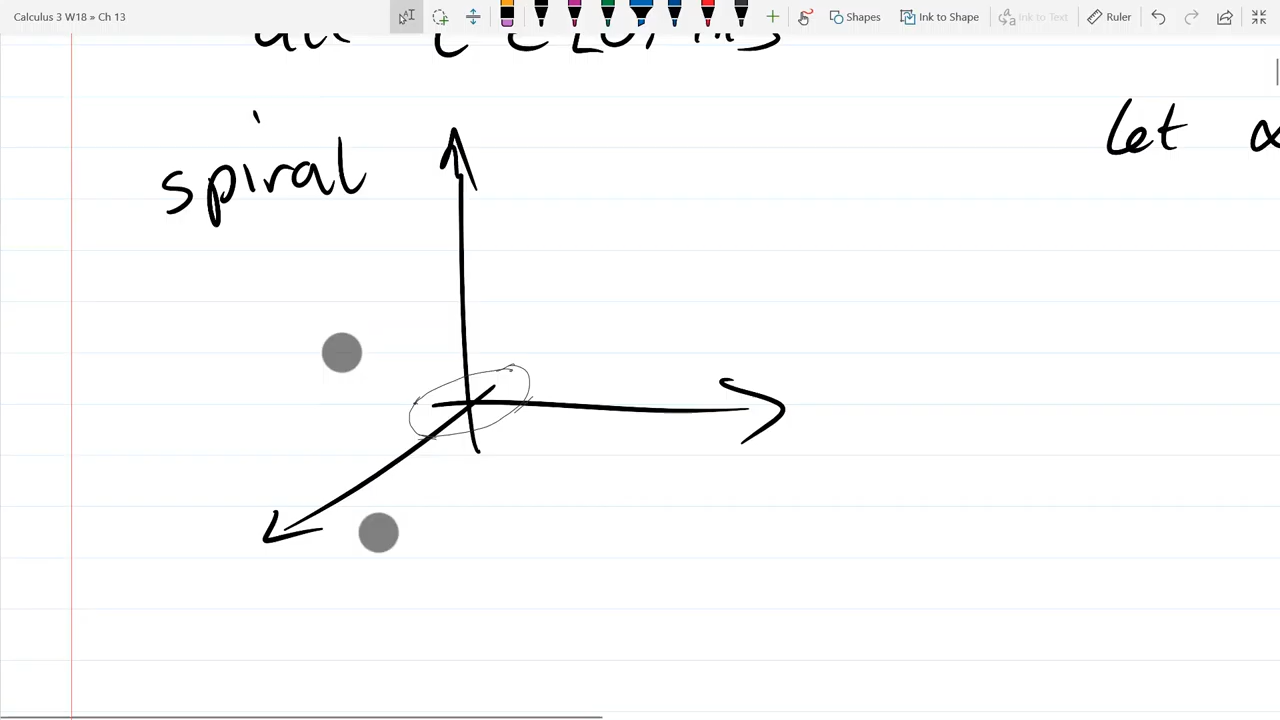 Calculus 3 W18 » Ch 13
Shapes
Ink to Shape
Ink to Text
Ruler
let
spiral